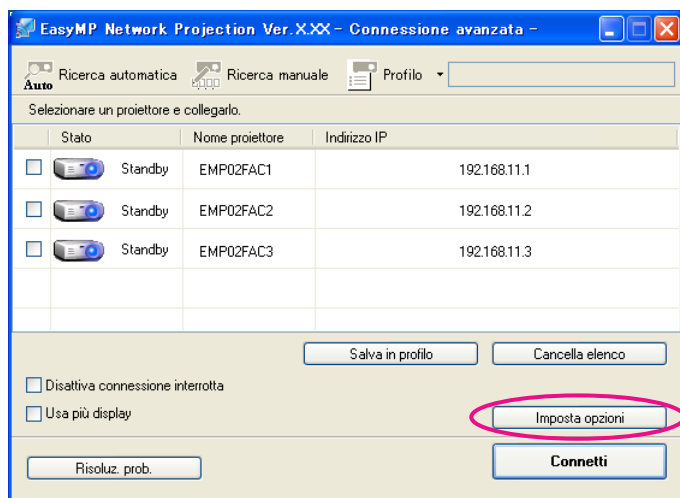 EasyMP Network Projection Ver.X.XX - Connessione avanzata -
Auto Ricerca automatica Ricerca manuale Profilo
Selezionare un proiettore e collegarlo.
Stato Nome proiettore Indirizzo IP
Standby EMP02FAC1 192.168.11.1
Standby EMP02FAC2 192.168.11.2
Standby EMP02FAC3 192.168.11.3
Salva in profilo Cancella elenco
Disattiva connessione interrotta
Usa più display Imposta opzioni
Risoluz. prob. Connetti